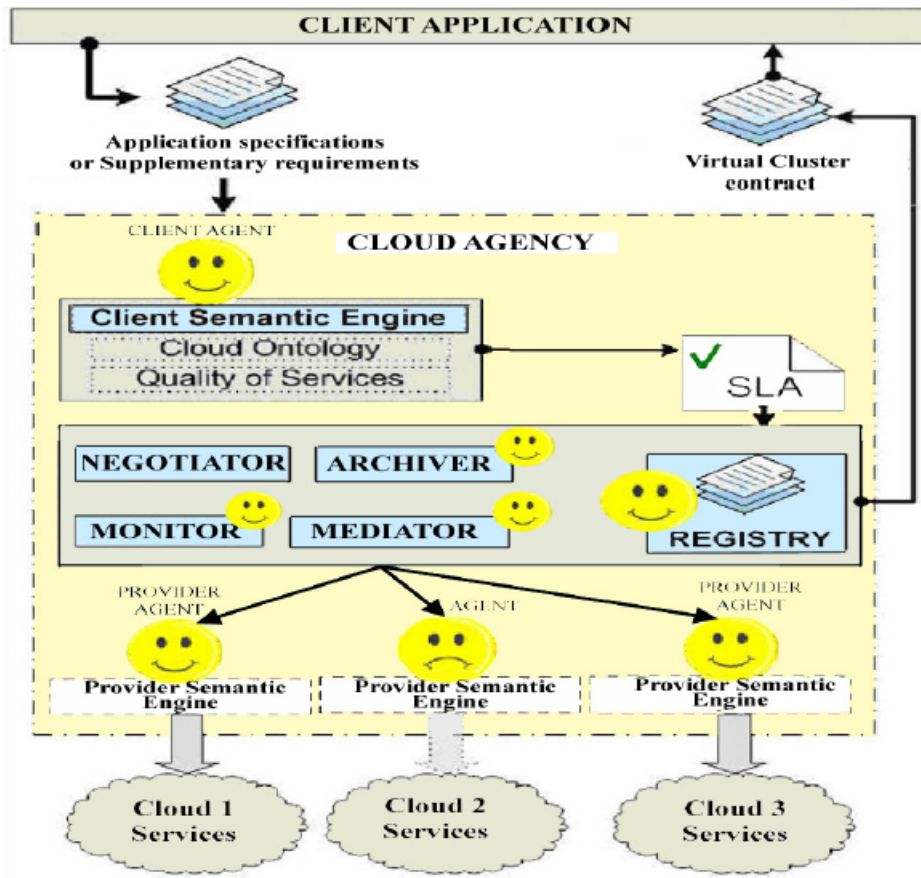 CLIENT APPLICATION
Application specifications
or Supplementary requirements
Virtual Cluster
contract
CLIENT AGENT
CLOUD AGENCY
Client Semantic Engine
Cloud Ontology
Quality of Services
SLA
NEGOTIATOR
ARCHIVER
MONITOR
MEDIATOR
REGISTRY
PROVIDER
AGENT
AGENT
PROVIDER
AGENT
Provider Semantic
Engine
Provider Semantic
Engine
Provider Semantic
Engine
Cloud 1
Services
Cloud 2
Services
Cloud 3
Services